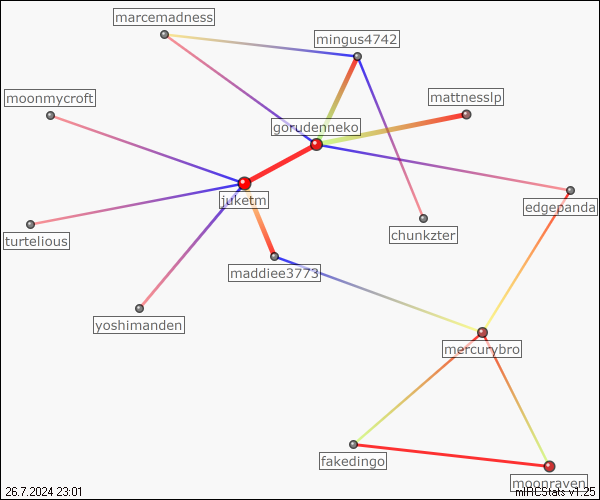 marcemadness
mingus4742
moonmycroft
mattnesslp
gorudenneko
juketm
edgepanda
turtelious
chunkzter
maddiee3773
yoshimanden
mercurybro
fakedingo
moonraven
26.7.2024 23:01
mIRCStats v1.25